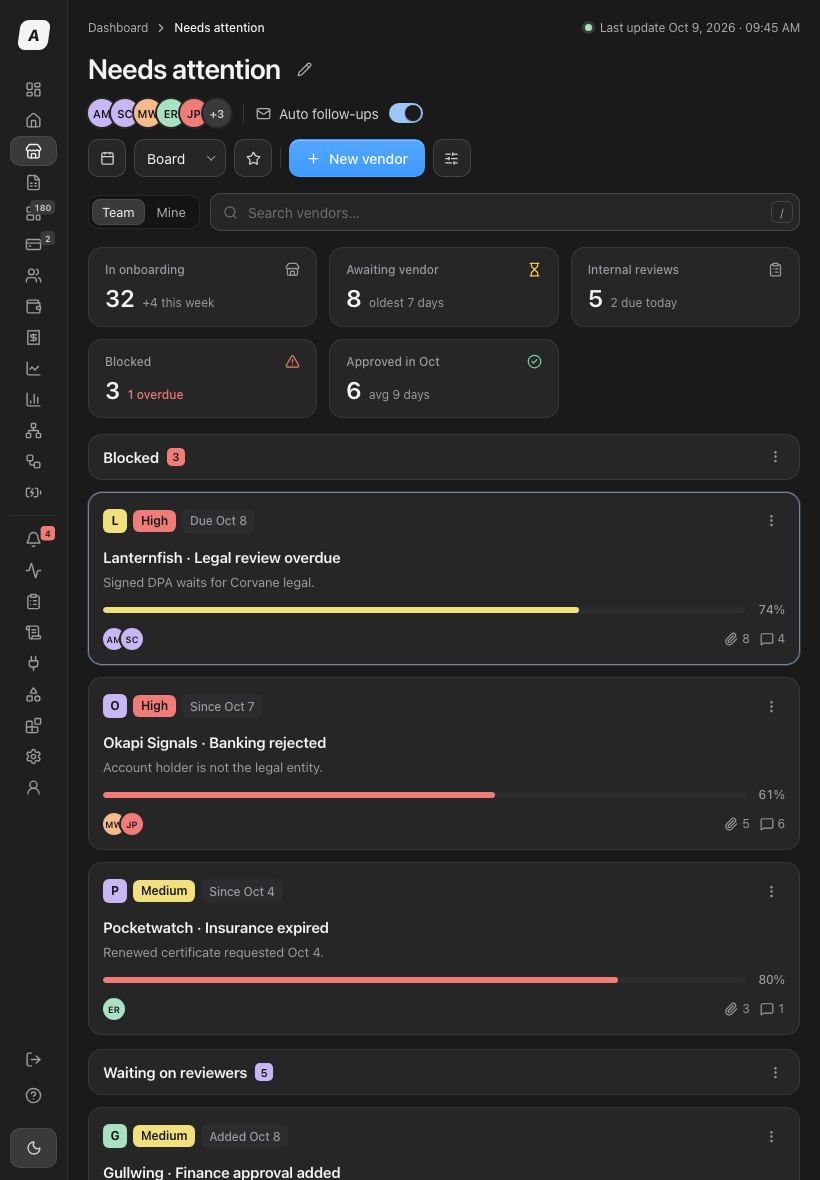 A
Dashboard > Needs attention
Last update Oct 9, 2026 · 09:45 AM
Needs attention
AM SC MW ER JP +3
Auto follow-ups
Board
+ New vendor
Team Mine
Search vendors...
/
180
2
4
In onboarding
32 +4 this week
Awaiting vendor
8 oldest 7 days
Internal reviews
5 2 due today
Blocked
3 1 overdue
Approved in Oct
6 avg 9 days
Blocked 3
L High Due Oct 8
Lanternfish · Legal review overdue
Signed DPA waits for Corvane legal.
74%
AM SC
8 4
O High Since Oct 7
Okapi Signals · Banking rejected
Account holder is not the legal entity.
61%
MW JP
5 6
P Medium Since Oct 4
Pocketwatch · Insurance expired
Renewed certificate requested Oct 4.
80%
ER
3 1
Waiting on reviewers 5
G Medium Added Oct 8
Gullwing · Finance approval added